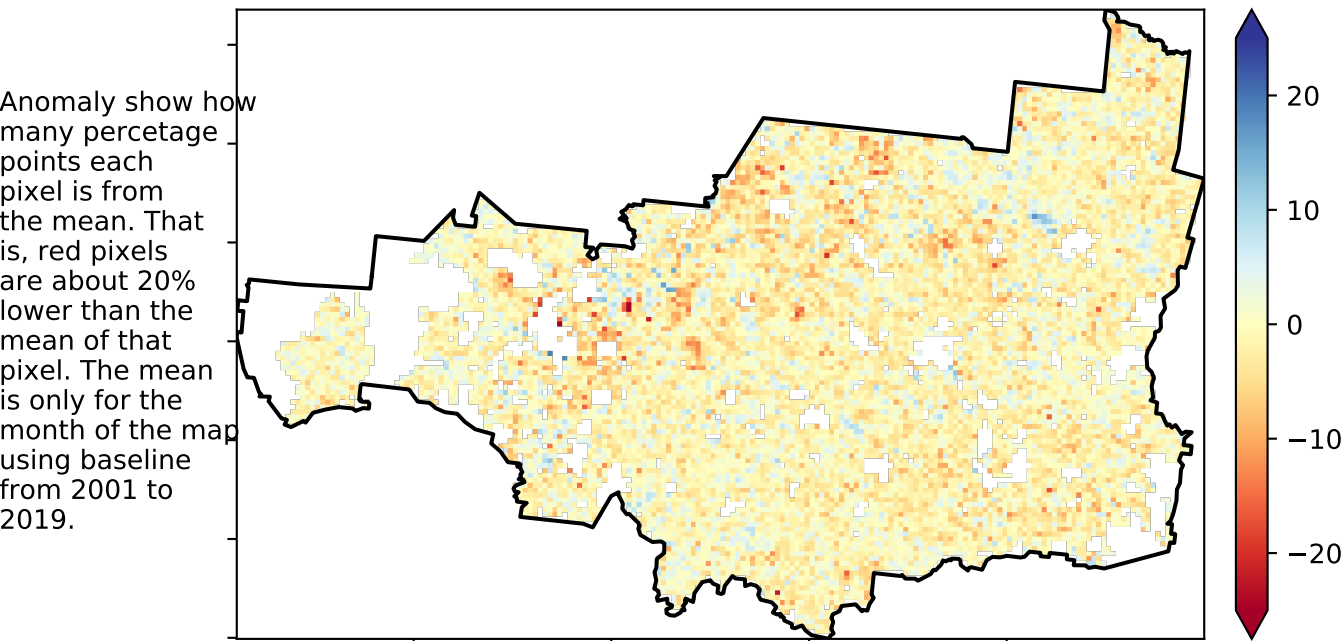 Anomaly show how
many percetage
points each
pixel is from
the mean. That
is, red pixels
are about 20%
lower than the
mean of that
pixel. The mean
is only for the
month of the map
using baseline
from 2001 to
2019.
20
10
0
−10
−20